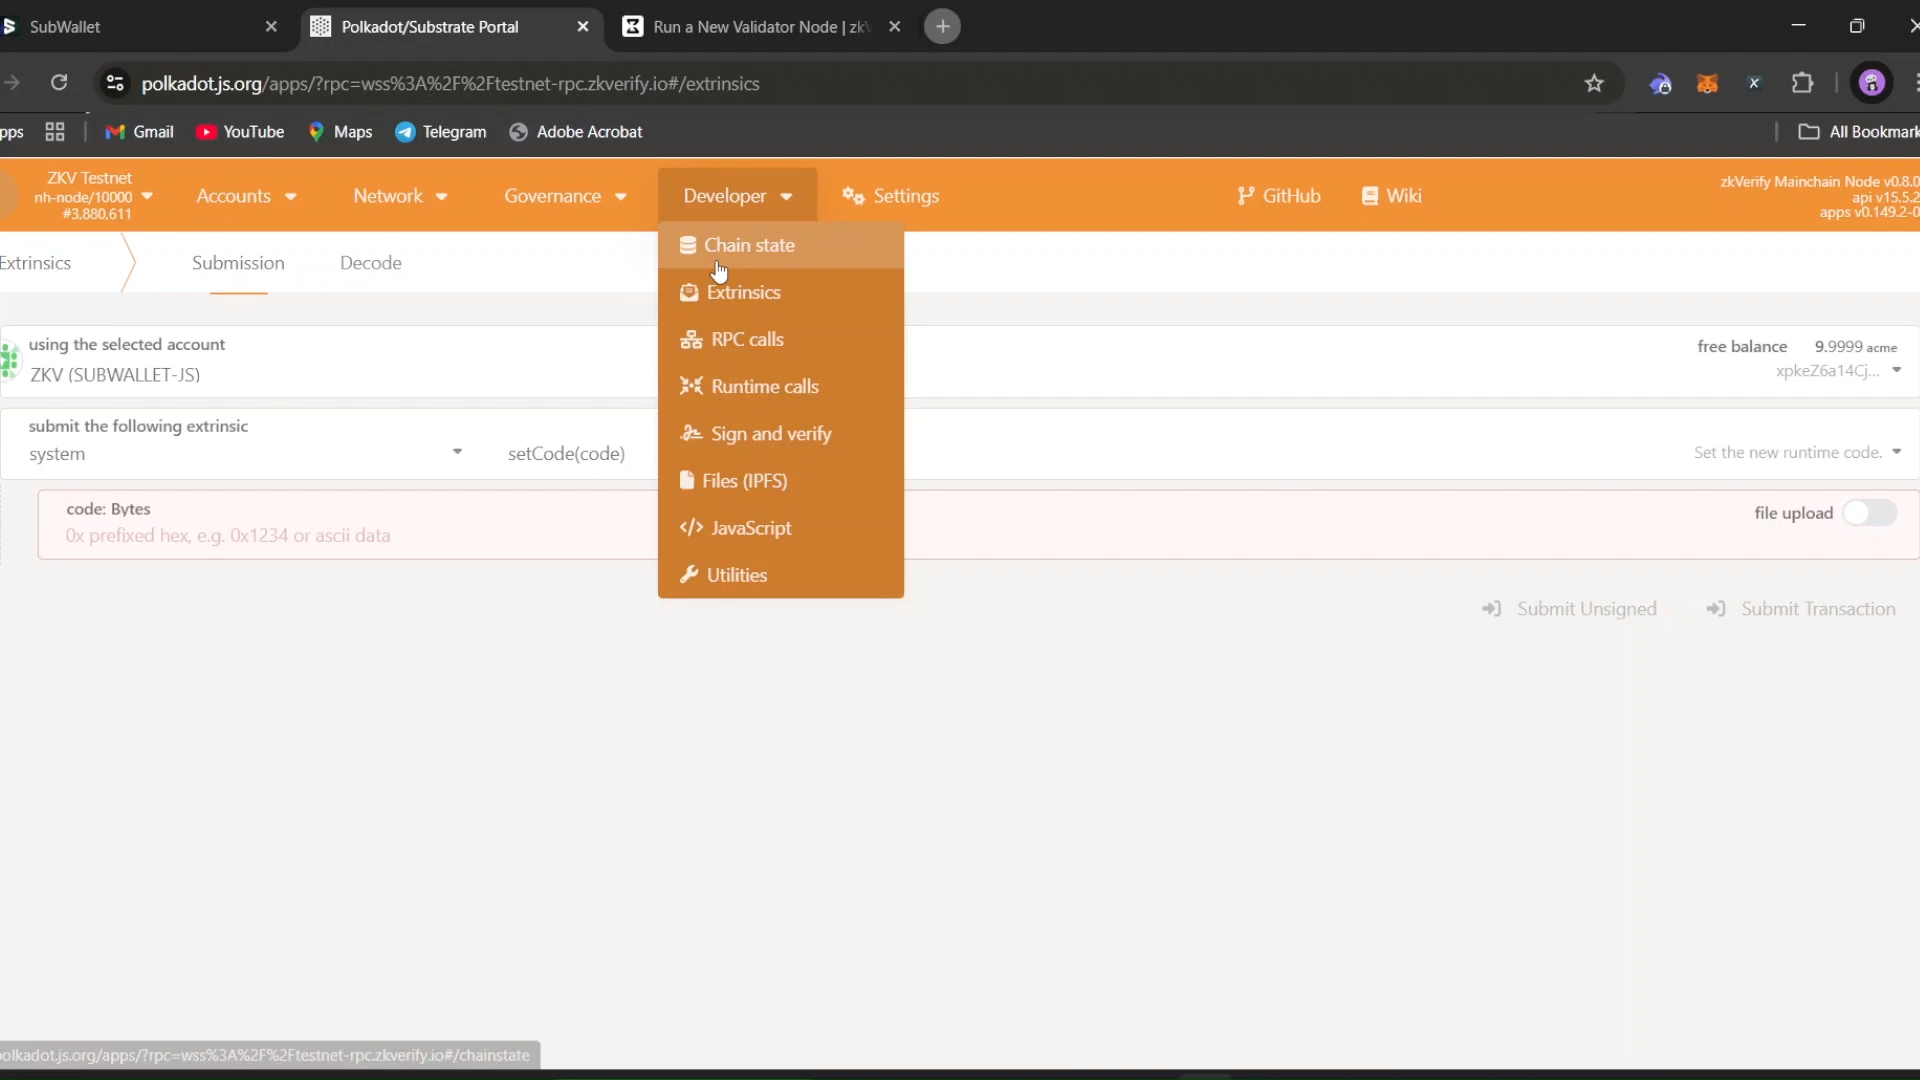 SubWallet
Polkadot/Substrate Portal
Run a New Validator Node | zkV
polkadot.js.org/apps/?rpc=wss%3A%2F%2Ftestnet-rpc.zkverify.io#/extrinsics
pps
Gmail
YouTube
Maps
Telegram
Adobe Acrobat
All Bookmark
ZKV Testnet
nh-node/10000
#3,880,611
Accounts
Network
Governance
Developer
Settings
GitHub
Wiki
zkVerify Mainchain Node v0.8.0
api v15.5.2
apps v0.149.2-0
Extrinsics
Submission
Decode
Chain state
Extrinsics
RPC calls
Runtime calls
Sign and verify
Files (IPFS)
JavaScript
Utilities
using the selected account
ZKV (SUBWALLET-JS)
free balance 9.9999 acme
xpkeZ6a14Cj...
submit the following extrinsic
system
setCode(code)
Set the new runtime code.
code: Bytes
0x prefixed hex, e.g. 0x1234 or ascii data
file upload
Submit Unsigned
Submit Transaction
olkadot.js.org/apps/?rpc=wss%3A%2F%2Ftestnet-rpc.zkverify.io#/chainstate